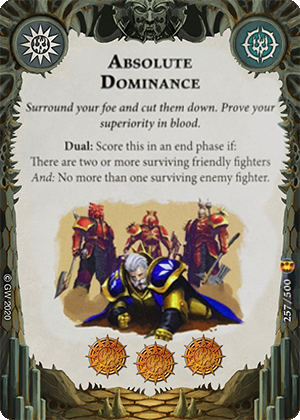 ABSOLUTE
DOMINANCE
Surround your foe and cut them down. Prove your
superiority in blood.
Dual: Score this in an end phase if:
There are two or more surviving friendly fighters
And: No more than one surviving enemy fighter.
© GW 2020
257/500